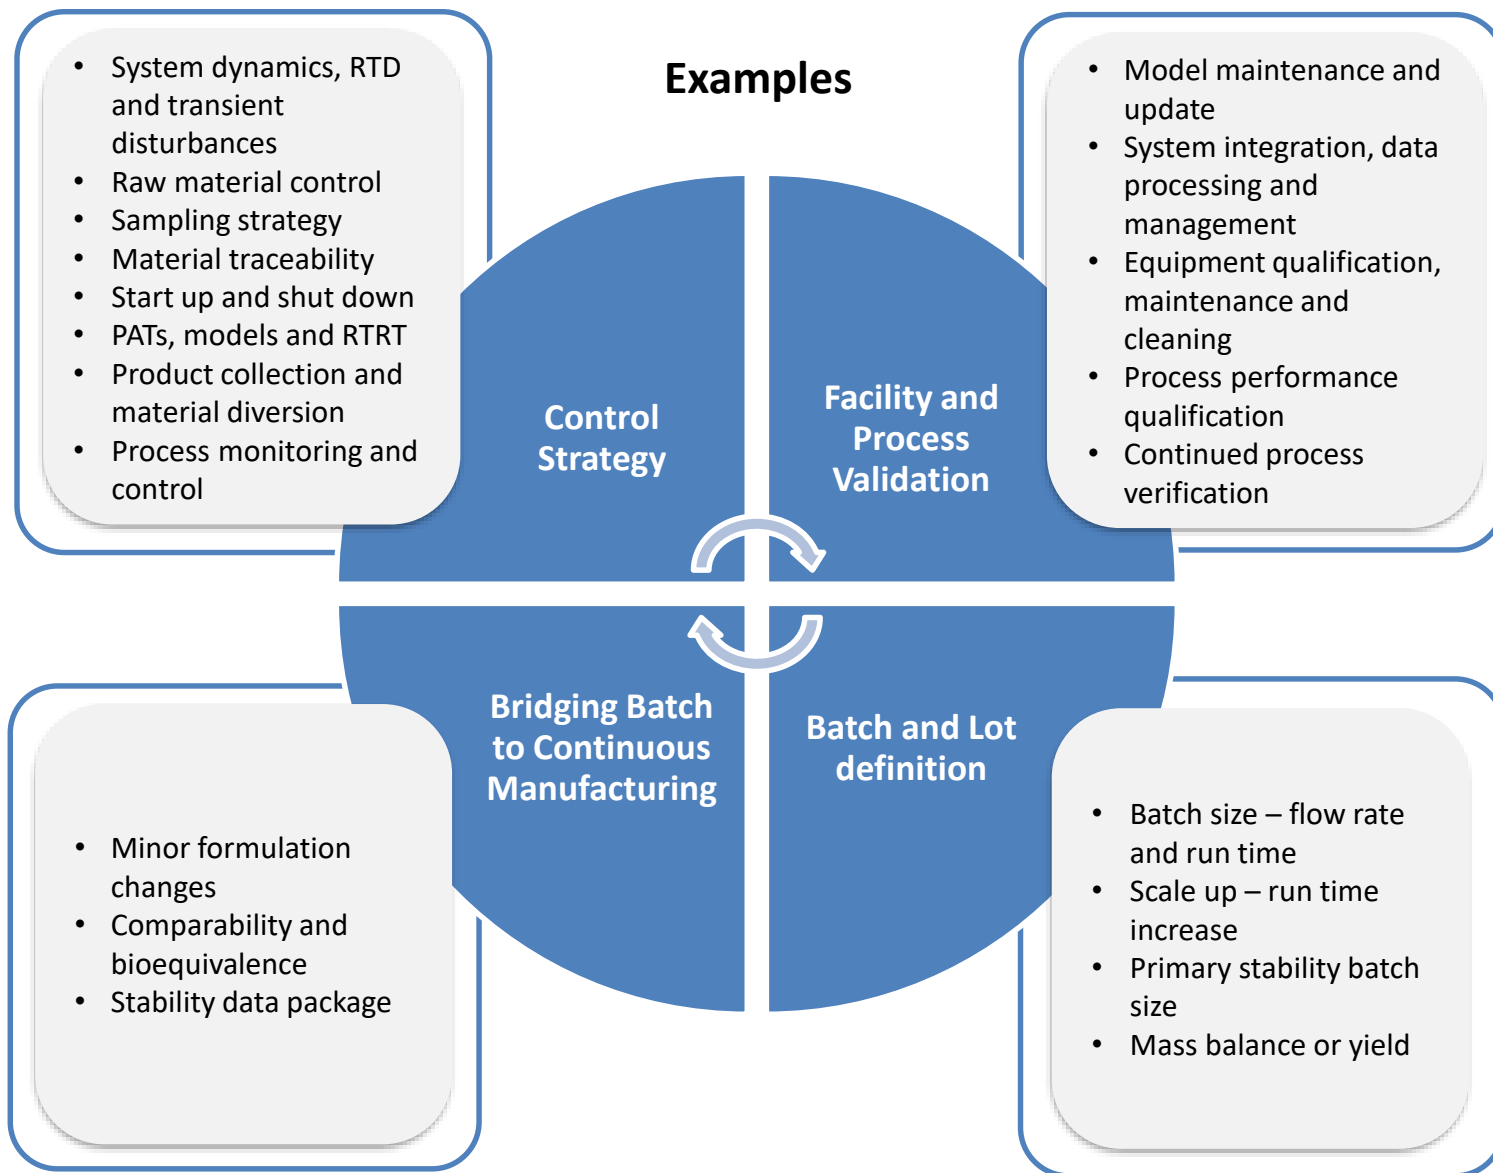 Examples
• System dynamics, RTD
and transient
disturbances
• Raw material control
• Sampling strategy
• Material traceability
• Start up and shut down
• PATs, models and RTRT
• Product collection and
material diversion
• Process monitoring and
control
• Model maintenance and
update
• System integration, data
processing and
management
• Equipment qualification,
maintenance and
cleaning
• Process performance
qualification
• Continued process
verification
Control
Strategy
Facility and
Process
Validation
Bridging Batch
to Continuous
Manufacturing
Batch and Lot
definition
• Minor formulation
changes
• Comparability and
bioequivalence
• Stability data package
• Batch size – flow rate
and run time
• Scale up – run time
increase
• Primary stability batch
size
• Mass balance or yield